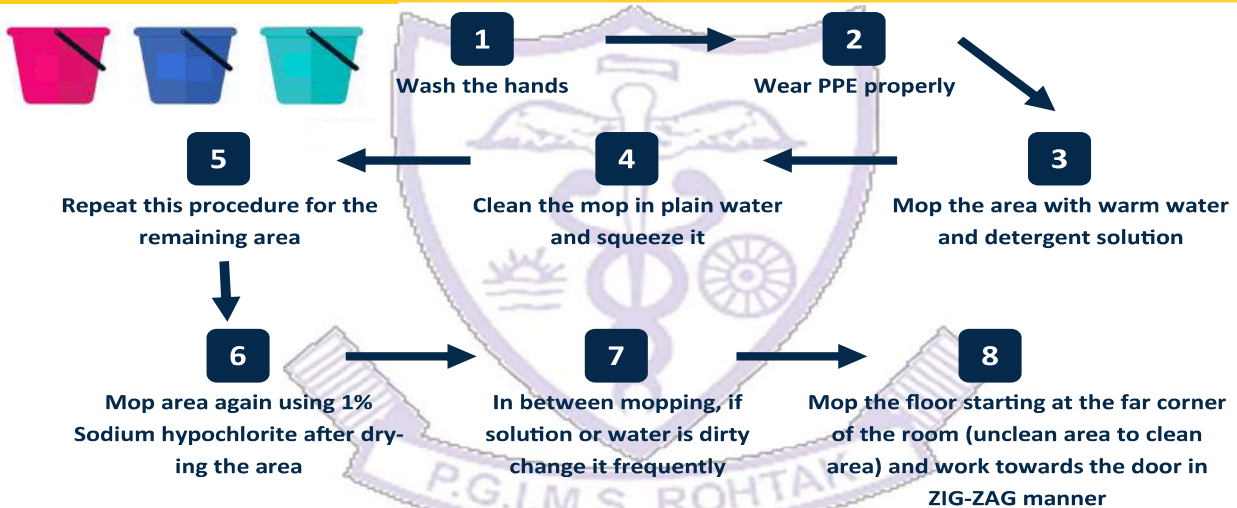 1
Wash the hands
2
Wear PPE properly
3
Mop the area with warm water
and detergent solution
4
Clean the mop in plain water
and squeeze it
5
Repeat this procedure for the
remaining area
6
Mop area again using 1%
Sodium hypochlorite after dry-
ing the area
7
In between mopping, if
solution or water is dirty
change it frequently
8
Mop the floor starting at the far corner
of the room (unclean area to clean
area) and work towards the door in
ZIG-ZAG manner
P.G.I.M.S. ROHTAK